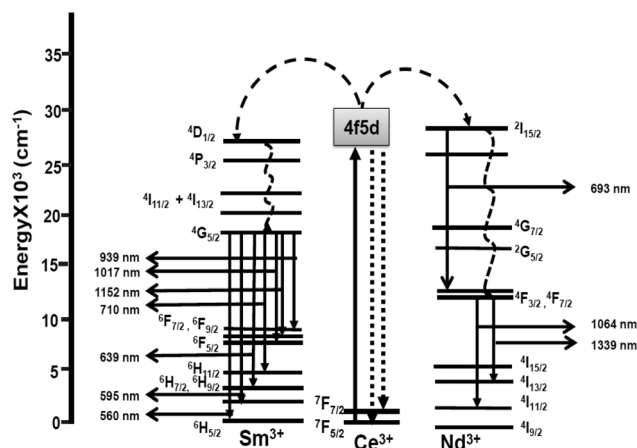 35
30
25
20
15
10
5
0
EnergyX10³ (cm⁻¹)
⁴D₁/₂
⁴P₃/₂
⁴I₁₁/₂ + ⁴I₁₃/₂
⁴G₅/₂
939 nm
1017 nm
1152 nm
710 nm
⁶F₇/₂ , ⁶F₉/₂
⁶F₅/₂
639 nm
⁶H₁₁/₂
⁶H₇/₂, ⁶H₉/₂
595 nm
560 nm
⁶H₅/₂
Sm³⁺
4f5d
⁷F₇/₂
⁷F₅/₂
Ce³⁺
²I₁₅/₂
693 nm
⁴G₇/₂
²G₅/₂
⁴F₃/₂ , ⁴F₇/₂
1064 nm
1339 nm
⁴I₁₅/₂
⁴I₁₃/₂
⁴I₁₁/₂
⁴I₉/₂
Nd³⁺